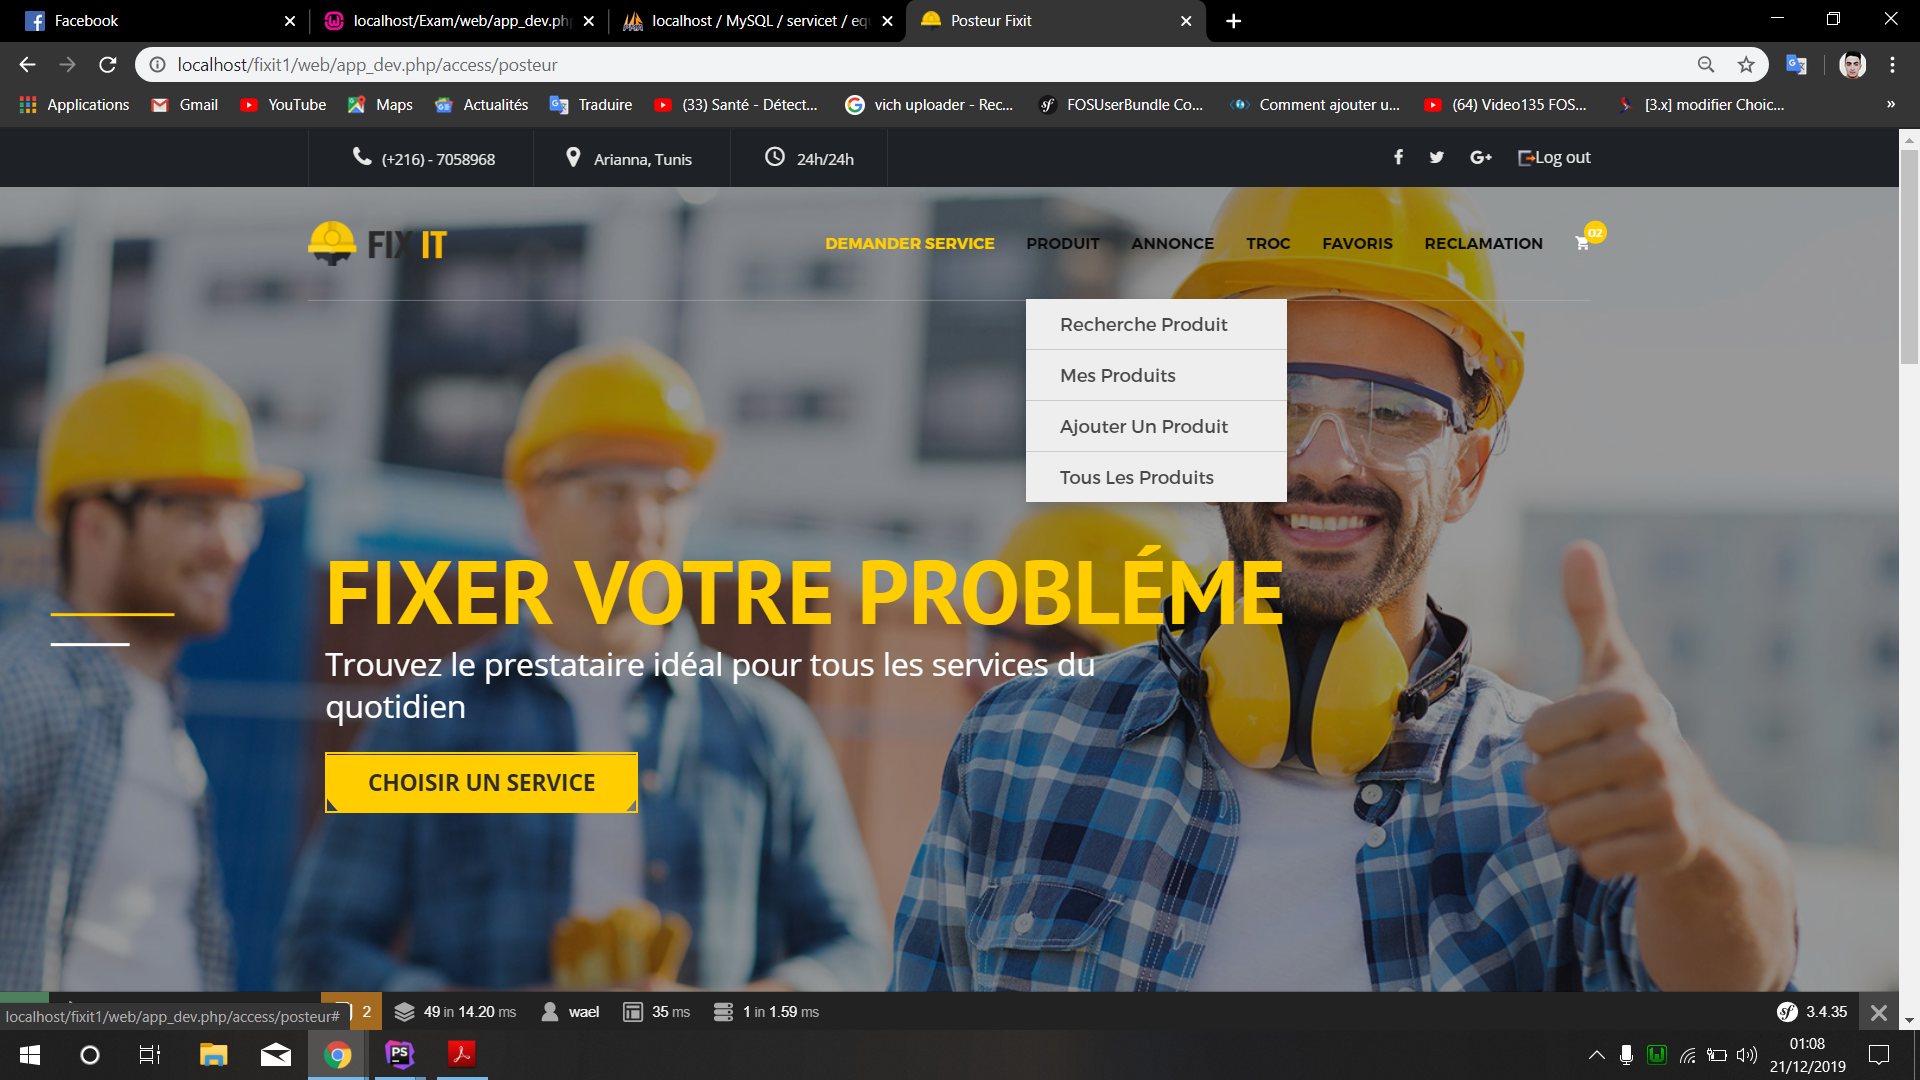 Facebook
localhost/Exam/web/app_dev.ph
localhost / MySQL / servicet / eq
Posteur Fixit
localhost/fixit1/web/app_dev.php/access/posteur
Applications
Gmail
YouTube
Maps
Actualités
Traduire
(33) Santé - Détect...
vich uploader - Rec...
FOSUserBundle Co...
Comment ajouter u...
(64) Video135 FOS...
[3.x] modifier Choic...
»
(+216) - 7058968
Arianna, Tunis
24h/24h
Log out
FIX IT
DEMANDER SERVICE
PRODUIT
ANNONCE
TROC
FAVORIS
RECLAMATION
02
Recherche Produit
Mes Produits
Ajouter Un Produit
Tous Les Produits
FIXER VOTRE PROBLÉME
Trouvez le prestataire idéal pour tous les services du
quotidien
CHOISIR UN SERVICE
localhost/fixit1/web/app_dev.php/access/posteur#
2
49 in 14.20 ms
wael
35 ms
1 in 1.59 ms
3.4.35
01:08
21/12/2019